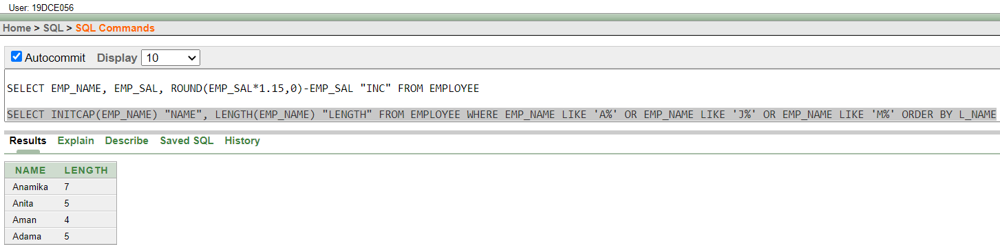 User: 19DCE056
Home > SQL > SQL Commands
Autocommit Display 10
SELECT EMP_NAME, EMP_SAL, ROUND(EMP_SAL*1.15,0)-EMP_SAL "INC" FROM EMPLOYEE
SELECT INITCAP(EMP_NAME) "NAME", LENGTH(EMP_NAME) "LENGTH" FROM EMPLOYEE WHERE EMP_NAME LIKE 'A%' OR EMP_NAME LIKE 'J%' OR EMP_NAME LIKE 'M%' ORDER BY L_NAME
Results Explain Describe Saved SQL History
NAME LENGTH
Anamika 7
Anita 5
Aman 4
Adama 5